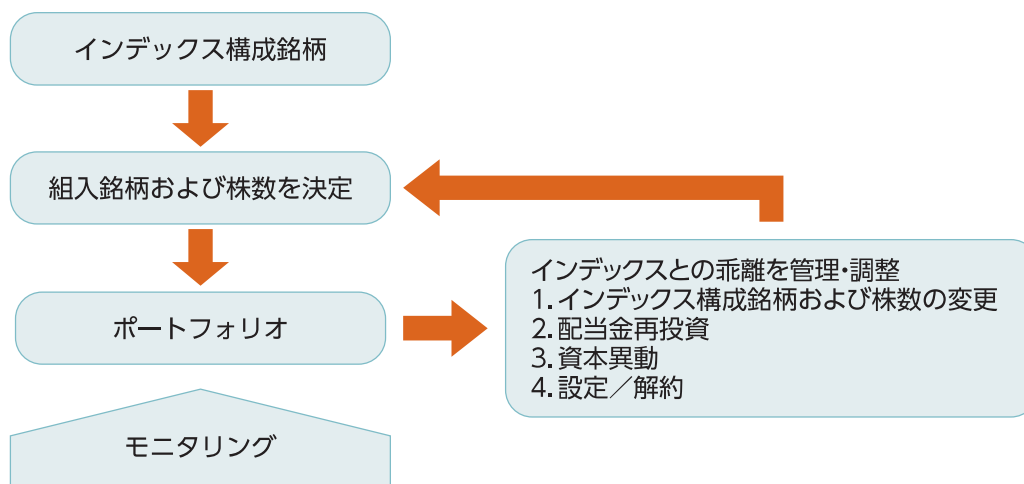 インデックス構成銘柄
組入銘柄および株数を決定
ポートフォリオ
モニタリング
インデックスとの乖離を管理・調整
1. インデックス構成銘柄および株数の変更
2. 配当金再投資
3. 資本異動
4. 設定／解約